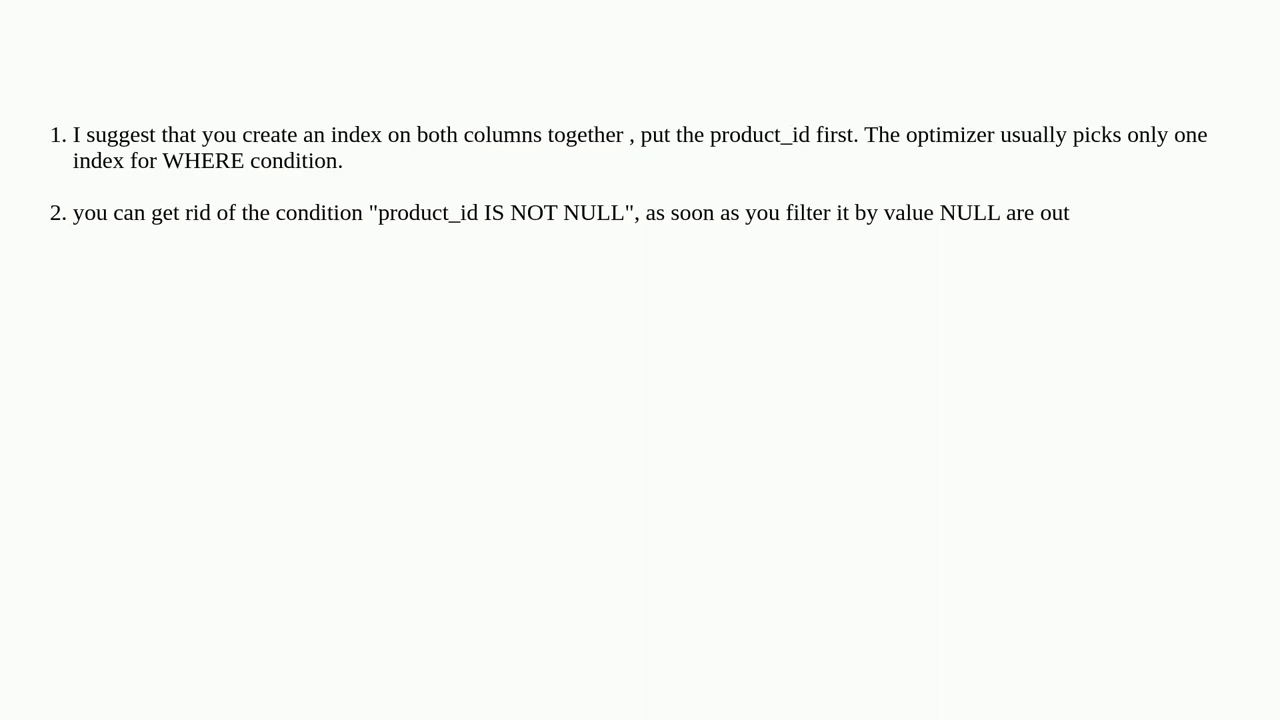 1. I suggest that you create an index on both columns together , put the product_id first. The optimizer usually picks only one
index for WHERE condition.
2. you can get rid of the condition "product_id IS NOT NULL", as soon as you filter it by value NULL are out